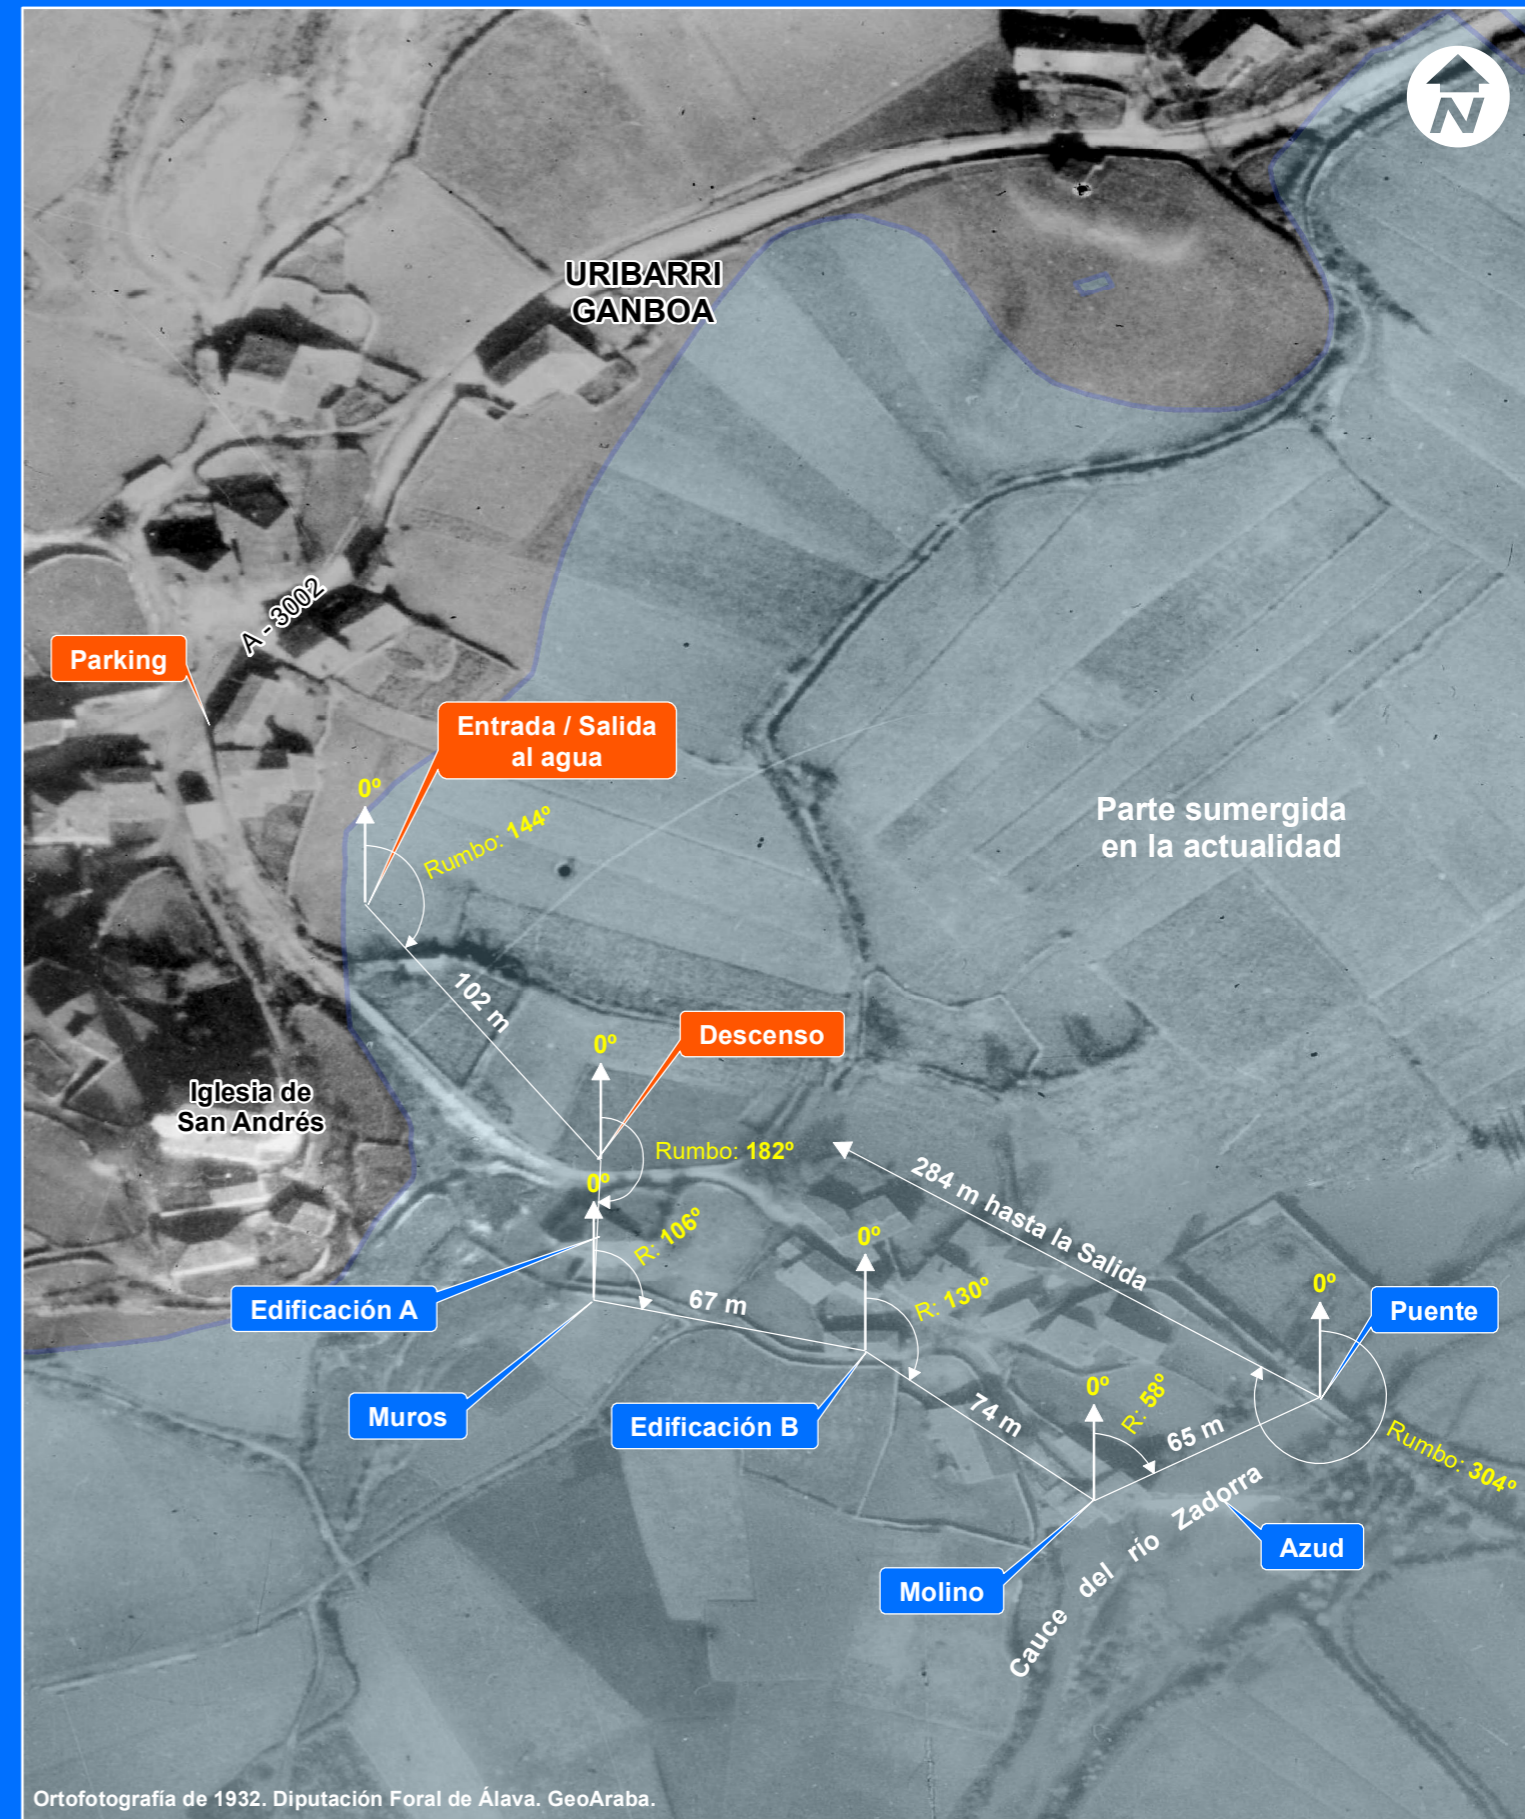 N
URIBARRI
GANBOA
A - 3002
Parking
Entrada / Salida
al agua
0º
Rumbo: 144º
Parte sumergida
en la actualidad
102 m
Descenso
0º
Iglesia de
San Andrés
Rumbo: 182º
284 m hasta la Salida
0º
R: 106º
0º
Edificación A
67 m
R: 130º
0º
Puente
Muros
Edificación B
74 m
0º
R: 58º
65 m
Rumbo: 304º
Cauce del río Zadorra
Azud
Molino
Ortofotografía de 1932. Diputación Foral de Álava. GeoAraba.